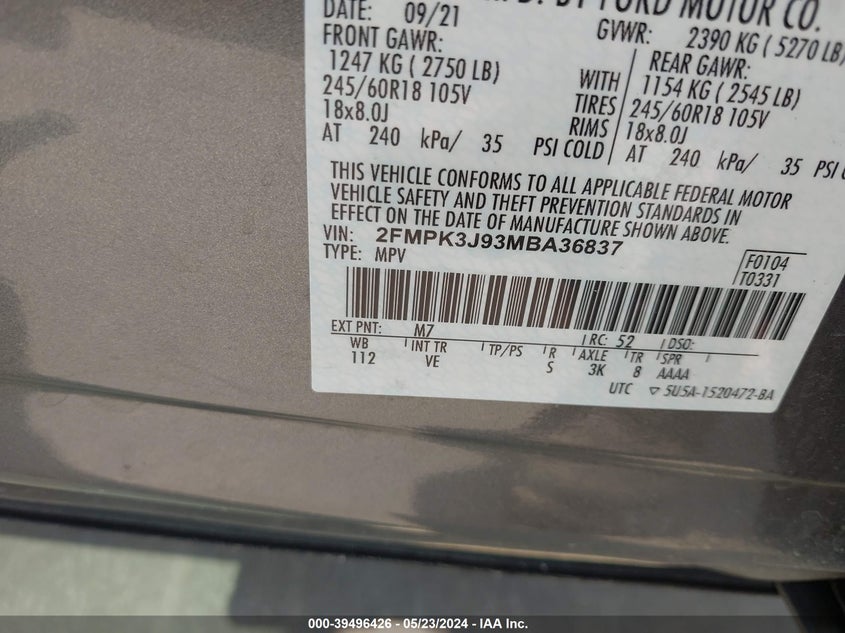 MOTOR CO.
DATE: 09/21 GVWR: 2390 KG ( 5270 LB)
FRONT GAWR: REAR GAWR:
1247 KG ( 2750 LB) WITH 1154 KG ( 2545 LB)
245/60R18 105V TIRES 245/60R18 105V
18x8.0J RIMS 18x8.0J
AT 240 kPa/ 35 PSI COLD AT 240 kPa/ 35 PSI
THIS VEHICLE CONFORMS TO ALL APPLICABLE FEDERAL MOTOR
VEHICLE SAFETY AND THEFT PREVENTION STANDARDS IN
EFFECT ON THE DATE OF MANUFACTURE SHOWN ABOVE.
VIN: 2FMPK3J93MBA36837 F0104
TYPE: MPV T0331
EXT PNT: M7 RC: 52 DSO:
WB INT TR TP/PS R AXLE TR SPR
112 VE S 3K 8 AAAA
UTC ▽ 5U5A-1520472-BA
000-39496426 - 05/23/2024 - IAA Inc.